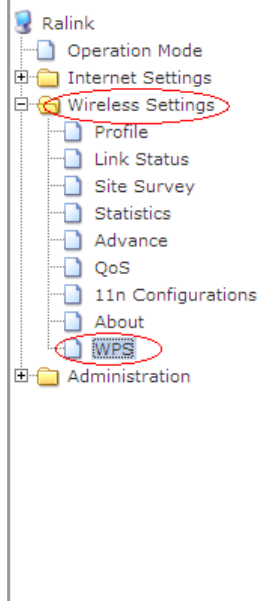 Ralink
Operation Mode
Internet Settings
Wireless Settings
Profile
Link Status
Site Survey
Statistics
Advance
QoS
11n Configurations
About
WPS
Administration